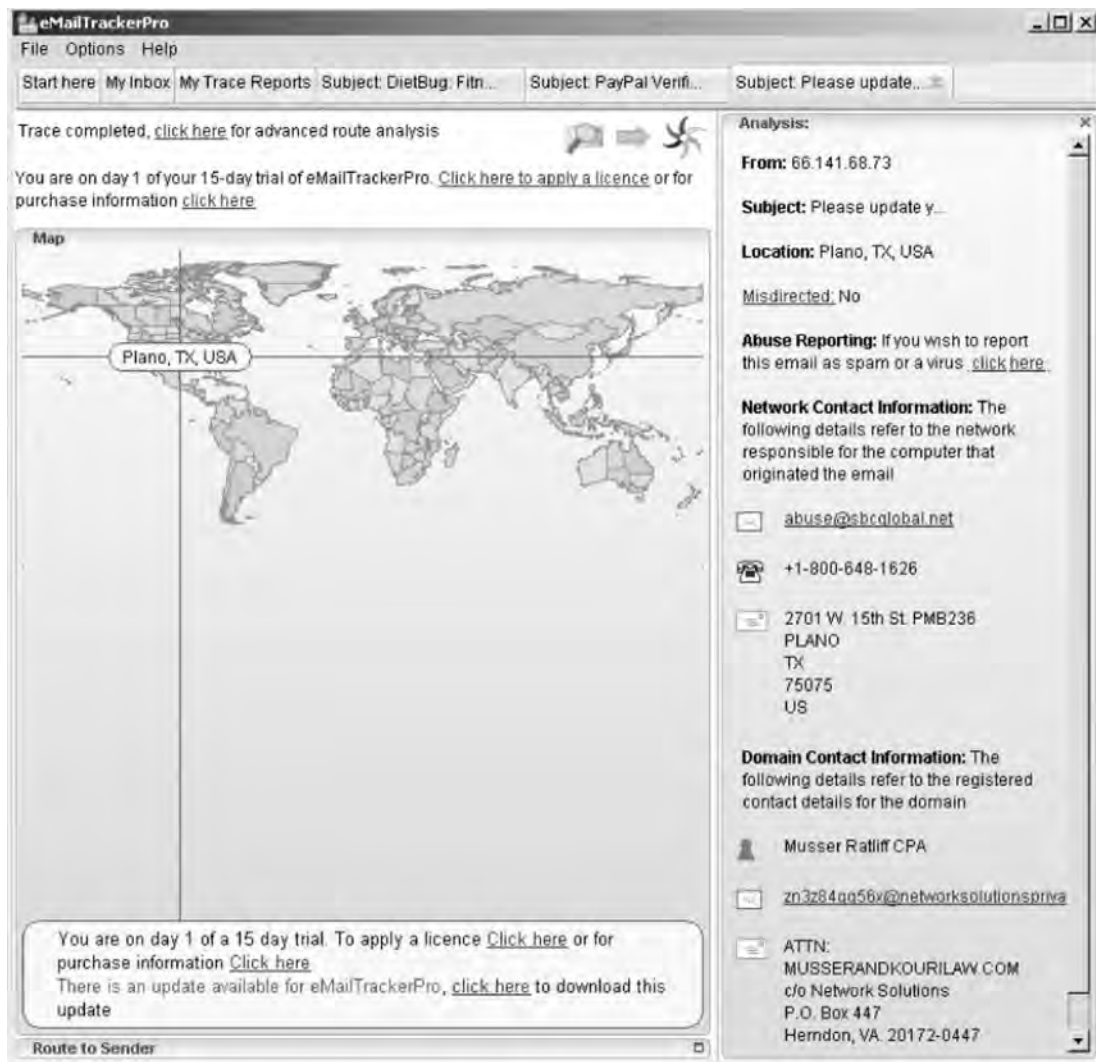 eMailTrackerPro
File Options Help
Start here My Inbox My Trace Reports Subject: DietBug: Fitn... Subject: PayPal Verifi... Subject: Please update...
Trace completed, click here for advanced route analysis
You are on day 1 of your 15-day trial of eMailTrackerPro. Click here to apply a licence or for
purchase information click here
Map
Plano, TX, USA
You are on day 1 of a 15 day trial. To apply a licence Click here or for
purchase information Click here
There is an update available for eMailTrackerPro, click here to download this
update
Route to Sender
Analysis:
From: 66.141.68.73
Subject: Please update y...
Location: Plano, TX, USA
Misdirected: No
Abuse Reporting: If you wish to report
this email as spam or a virus click here
Network Contact Information: The
following details refer to the network
responsible for the computer that
originated the email
abuse@sbcglobal.net
+1-800-648-1626
2701 W. 15th St. PMB236
PLANO
TX
75075
US
Domain Contact Information: The
following details refer to the registered
contact details for the domain
Musser Ratliff CPA
zn3z84qq56x@networksolutionspriva
ATTN:
MUSSERANDKOURILAW.COM
c/o Network Solutions
P.O. Box 447
Herndon, VA. 20172-0447